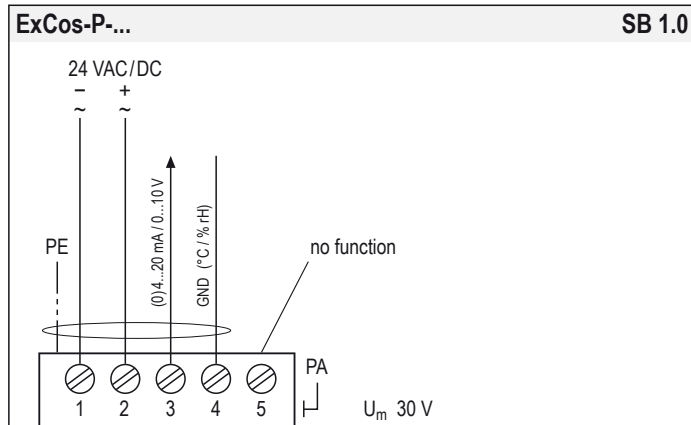 ExCos-P-... SB 1.0
24 VAC/DC
– +
~ ~
(0)4...20 mA / 0...10 V
GND (°C / % rH)
PE
no function
PA
1 2 3 4 5
Um 30 V